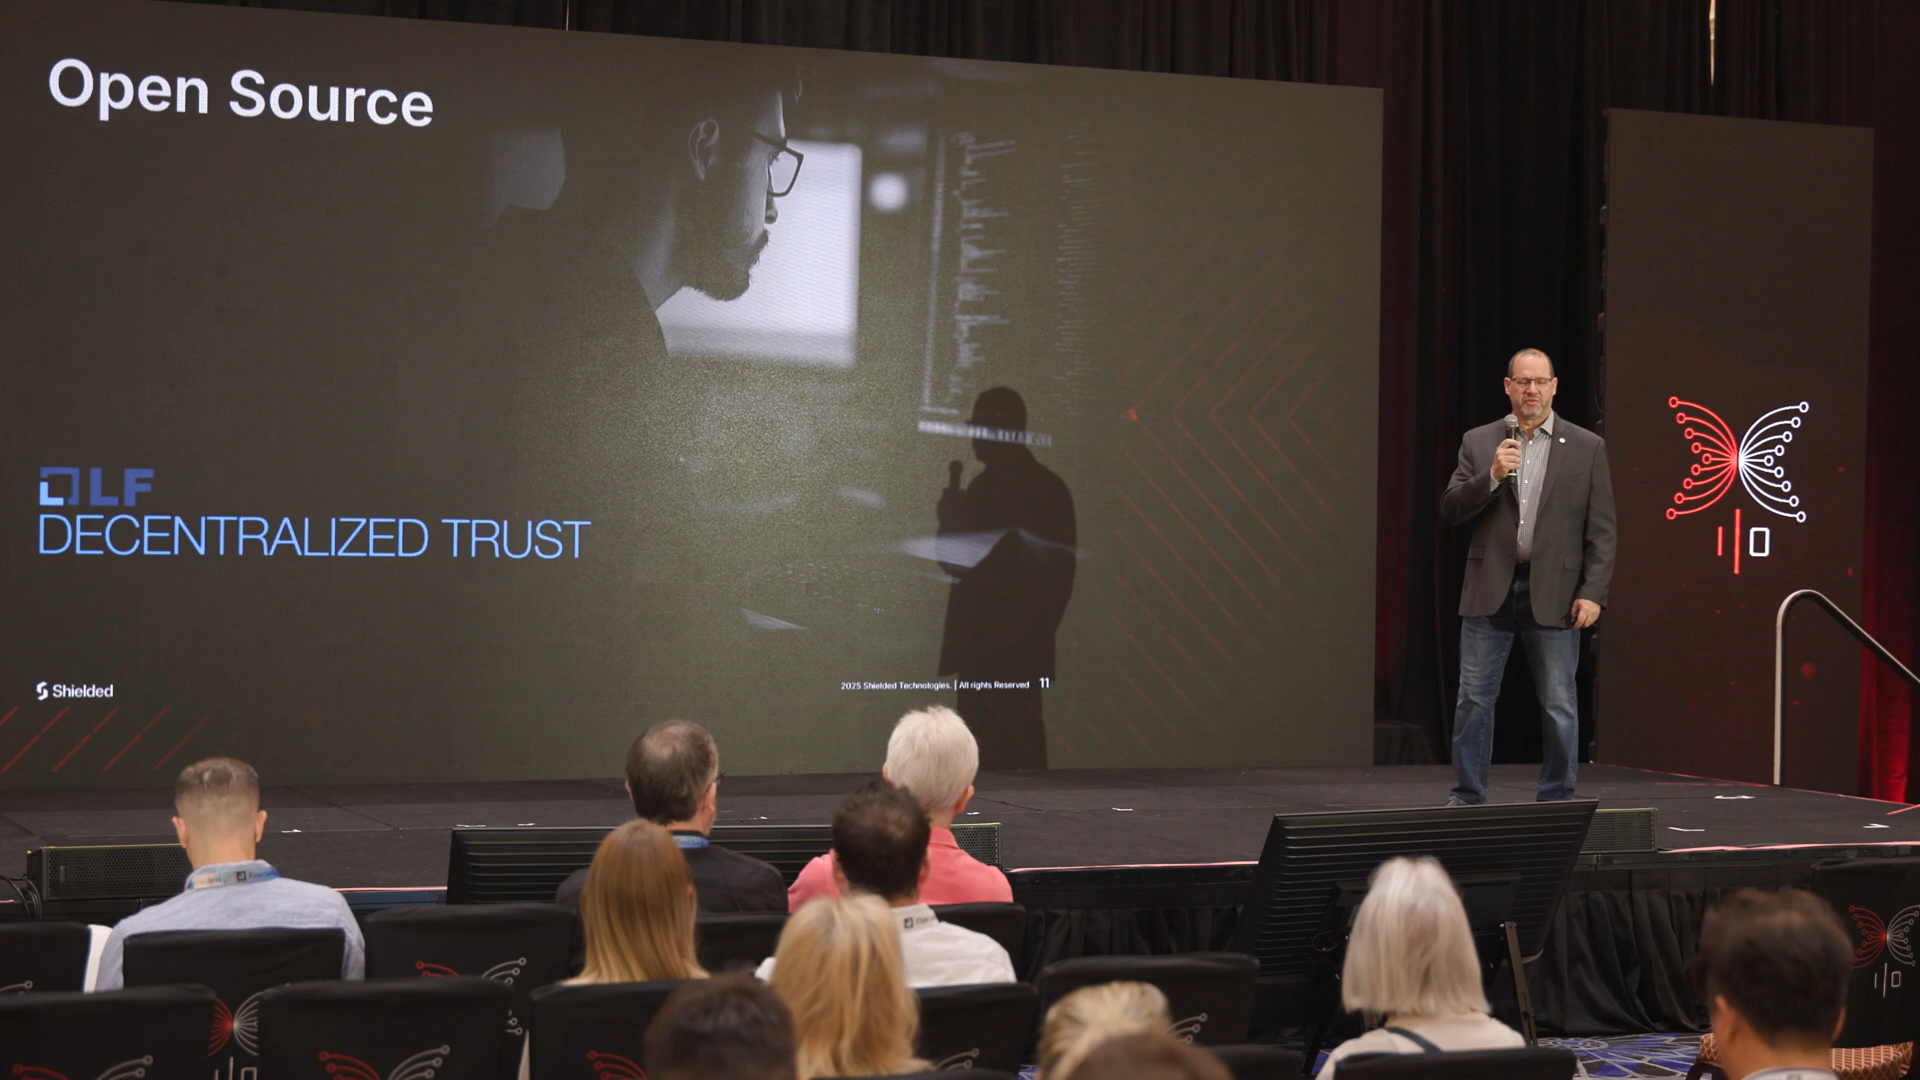 Open Source
LF
DECENTRALIZED TRUST
Shielded
2025 Shielded Technologies. | All rights Reserved 11
I|O
I|O
I|O